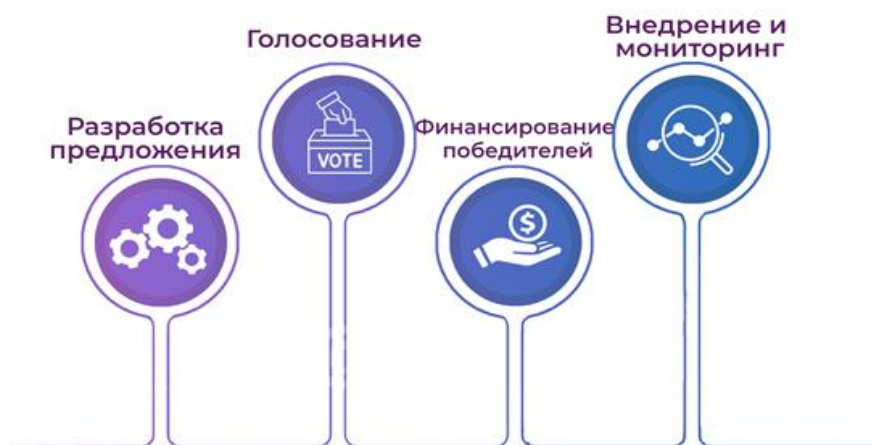 Разработка
предложения
Голосование
VOTE
Финансирование
победителей
$
Внедрение и
мониторинг